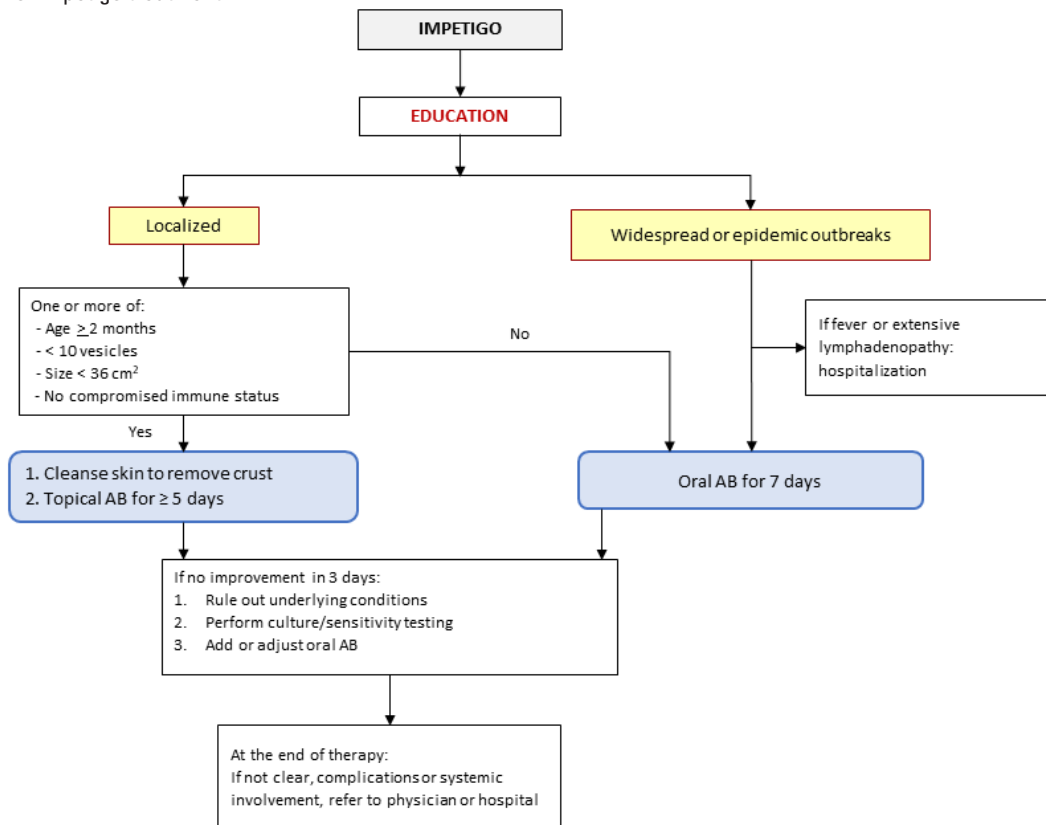 IMPETIGO
EDUCATION
Localized
Widespread or epidemic outbreaks
One or more of:
- Age ≥ 2 months
- < 10 vesicles
- Size < 36 cm²
- No compromised immune status
No
If fever or extensive
lymphadenopathy:
hospitalization
Yes
1. Cleanse skin to remove crust
2. Topical AB for ≥ 5 days
Oral AB for 7 days
If no improvement in 3 days:
1. Rule out underlying conditions
2. Perform culture/sensitivity testing
3. Add or adjust oral AB
At the end of therapy:
If not clear, complications or systemic
involvement, refer to physician or hospital